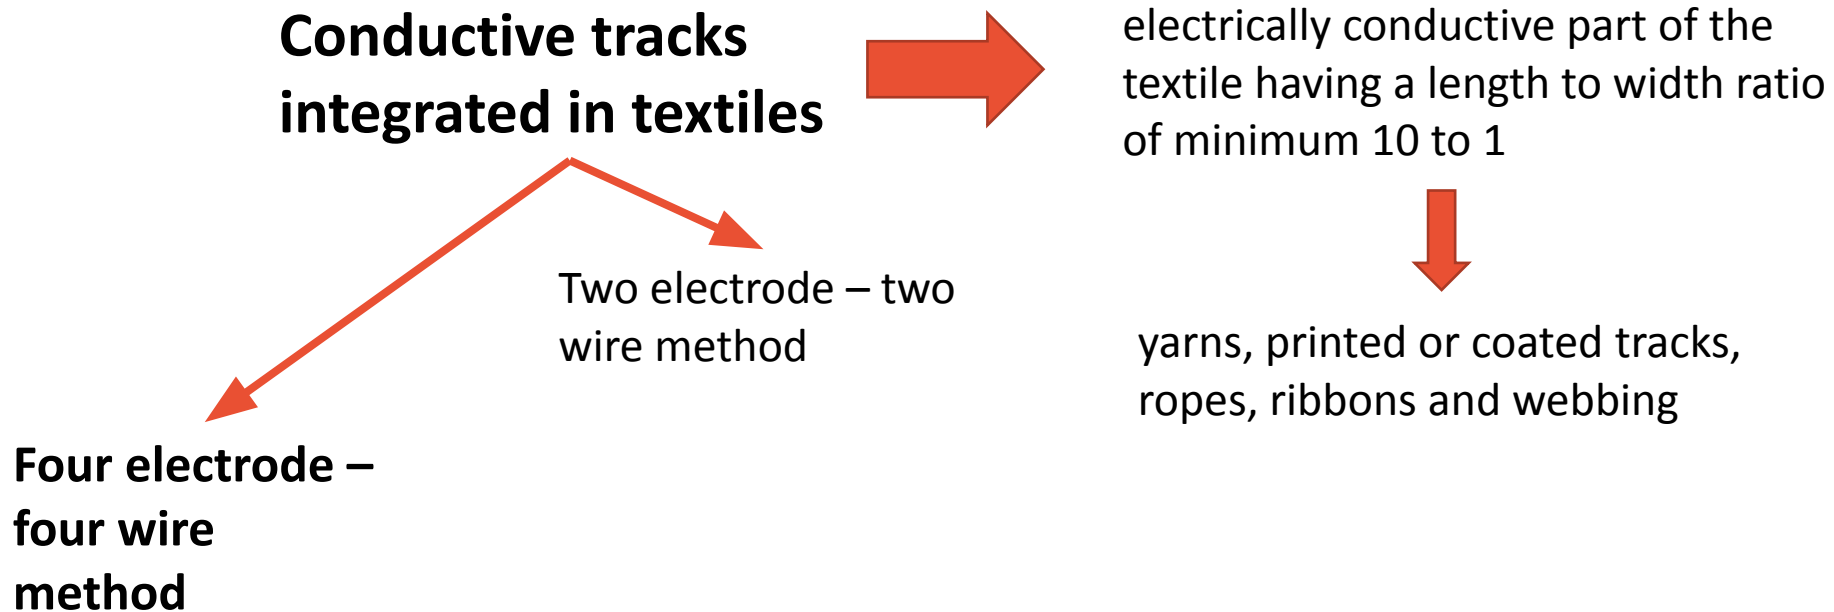 Conductive tracks
integrated in textiles
electrically conductive part of the
textile having a length to width ratio
of minimum 10 to 1
Two electrode – two
wire method
yarns, printed or coated tracks,
ropes, ribbons and webbing
Four electrode –
four wire
method